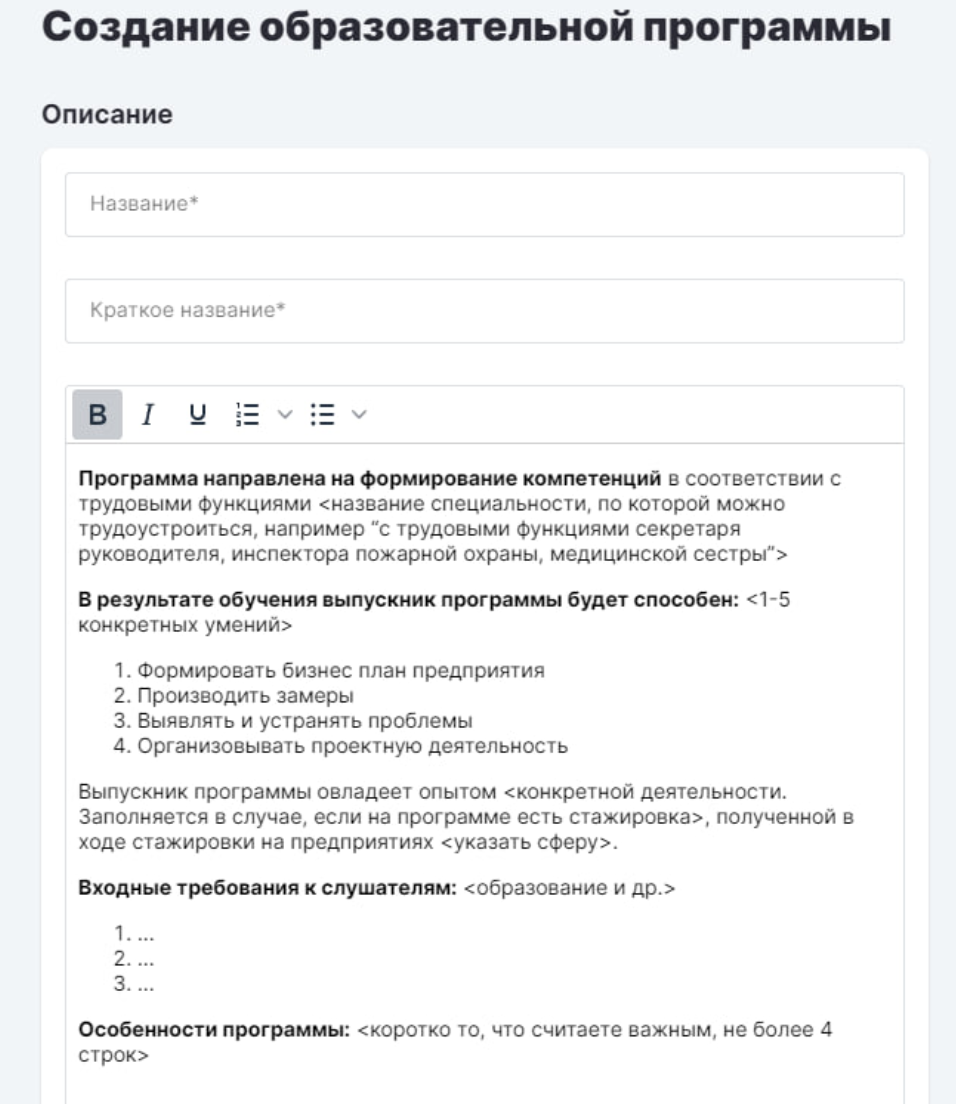 Создание образовательной программы
Описание
Название*
Краткое название*
B I U
Программа направлена на формирование компетенций в соответствии с
трудовыми функциями <название специальности, по которой можно
трудоустроиться, например “с трудовыми функциями секретаря
руководителя, инспектора пожарной охраны, медицинской сестры”>
В результате обучения выпускник программы будет способен: <1-5
конкретных умений>
1. Формировать бизнес план предприятия
2. Производить замеры
3. Выявлять и устранять проблемы
4. Организовывать проектную деятельность
Выпускник программы овладеет опытом <конкретной деятельности.
Заполняется в случае, если на программе есть стажировка>, полученной в
ходе стажировки на предприятиях <указать сферу>.
Входные требования к слушателям: <образование и др.>
1. ...
2. ...
3. ...
Особенности программы: <коротко то, что считаете важным, не более 4
строк>